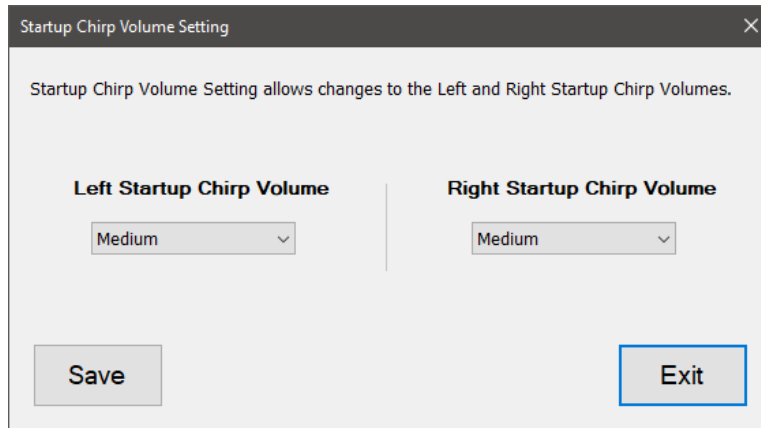 Startup Chirp Volume Setting
Startup Chirp Volume Setting allows changes to the Left and Right Startup Chirp Volumes.
Left Startup Chirp Volume
Right Startup Chirp Volume
Medium
Medium
Save
Exit